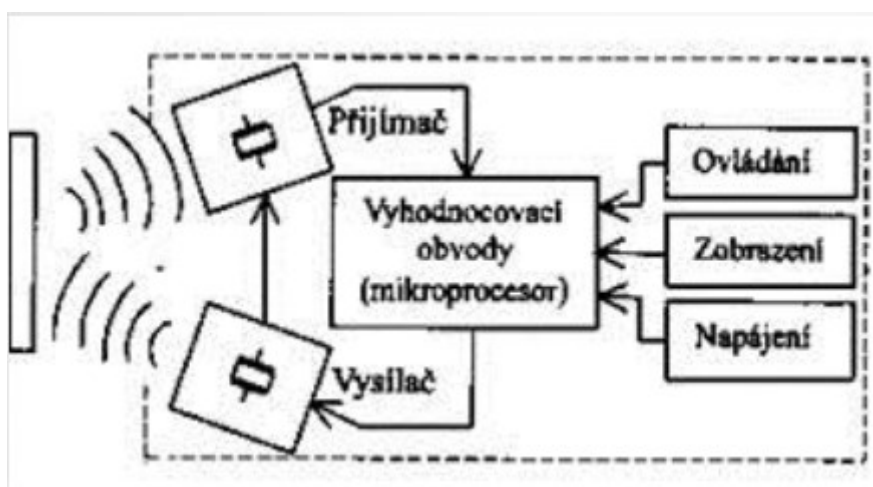 Přijímač
Vyhodnocovací
obvody
(mikroprocesor)
Vysílač
Ovládání
Zobrazení
Napájení